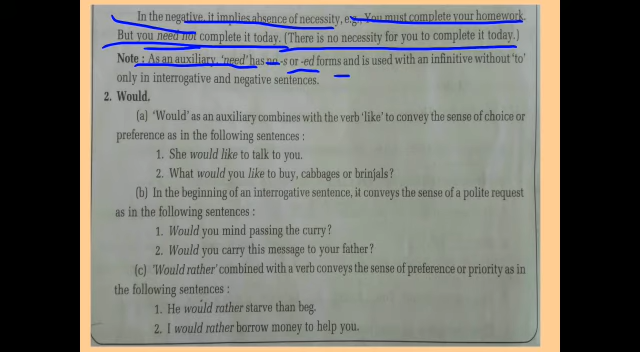 In the negative, it implies absence of necessity, e.g., You must complete your homework.
But you need not complete it today. (There is no necessity for you to complete it today.)
Note : As an auxiliary, 'need' has no -s or -ed forms and is used with an infinitive without 'to'
only in interrogative and negative sentences.
2. Would.
(a) 'Would' as an auxiliary combines with the verb 'like' to convey the sense of choice or
preference as in the following sentences :
1. She would like to talk to you.
2. What would you like to buy, cabbages or brinjals?
(b) In the beginning of an interrogative sentence, it conveys the sense of a polite request
as in the following sentences :
1. Would you mind passing the curry?
2. Would you carry this message to your father?
(c) 'Would rather' combined with a verb conveys the sense of preference or priority as in
the following sentences :
1. He would rather starve than beg.
2. I would rather borrow money to help you.